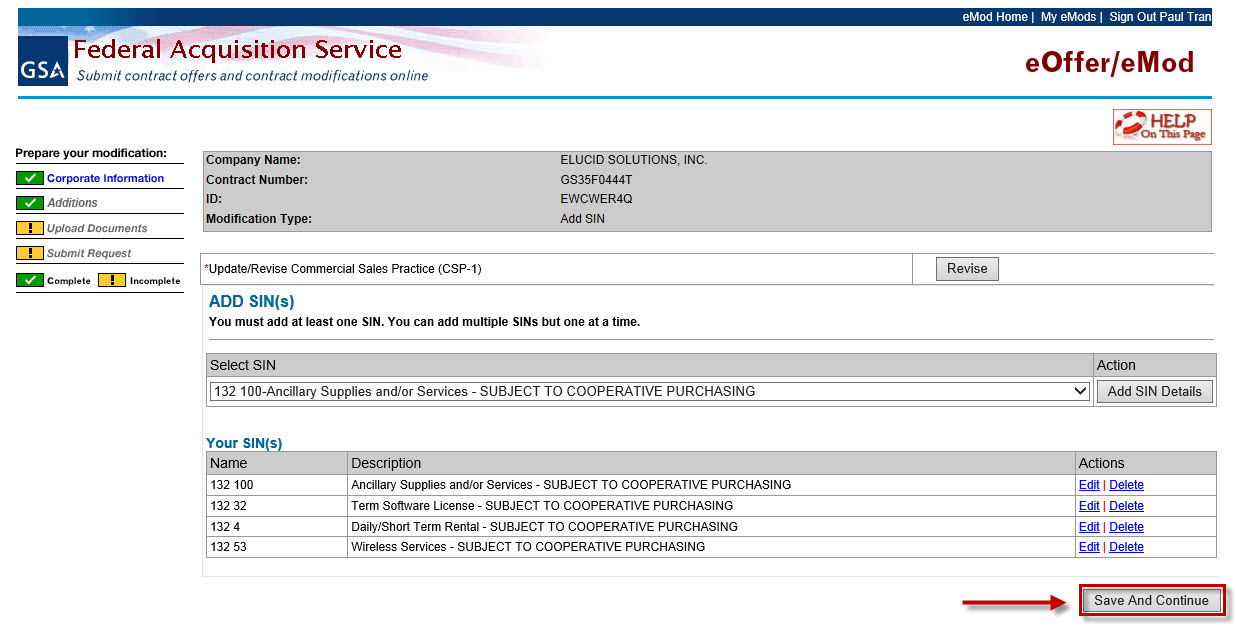 eMod Home | My eMods | Sign Out Paul Tran
GSA
Federal Acquisition Service
Submit contract offers and contract modifications online
eOffer/eMod
HELP
On This Page
Prepare your modification:
Corporate Information
Additions
Upload Documents
Submit Request
Complete Incomplete
Company Name: ELUCID SOLUTIONS, INC.
Contract Number: GS35F0444T
ID: EWCWER4Q
Modification Type: Add SIN
*Update/Revise Commercial Sales Practice (CSP-1) Revise
ADD SIN(s)
You must add at least one SIN. You can add multiple SINs but one at a time.
Select SIN Action
132 100-Ancillary Supplies and/or Services - SUBJECT TO COOPERATIVE PURCHASING Add SIN Details
Your SIN(s)
Name Description Actions
132 100 Ancillary Supplies and/or Services - SUBJECT TO COOPERATIVE PURCHASING Edit | Delete
132 32 Term Software License - SUBJECT TO COOPERATIVE PURCHASING Edit | Delete
132 4 Daily/Short Term Rental - SUBJECT TO COOPERATIVE PURCHASING Edit | Delete
132 53 Wireless Services - SUBJECT TO COOPERATIVE PURCHASING Edit | Delete
Save And Continue